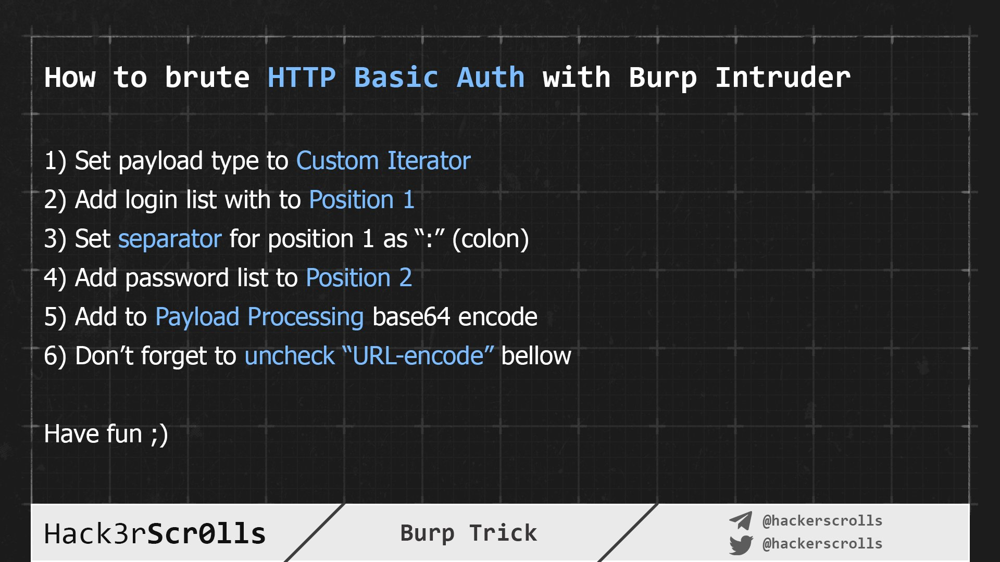 How to brute HTTP Basic Auth with Burp Intruder
1) Set payload type to Custom Iterator
2) Add login list with to Position 1
3) Set separator for position 1 as “:” (colon)
4) Add password list to Position 2
5) Add to Payload Processing base64 encode
6) Don’t forget to uncheck “URL-encode” bellow
Have fun ;)
Hack3rScr0lls
Burp Trick
@hackerscrolls
@hackerscrolls